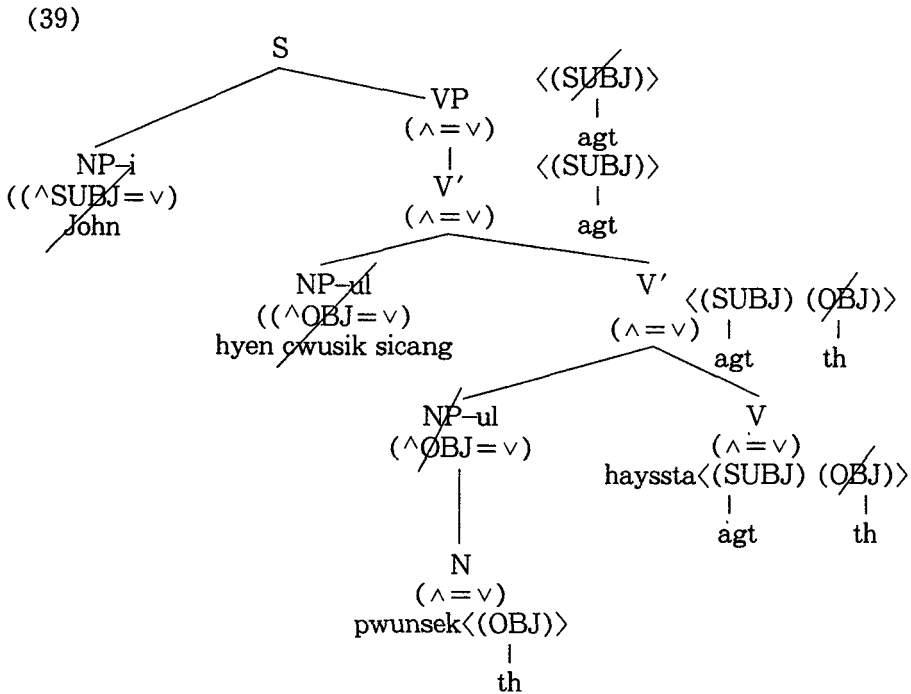 (39)
S
VP ⟨(SUBJ)⟩
(∧=∨) agt
NP-i V′ ⟨(SUBJ)⟩
((^SUBJ=∨) (∧=∨) agt
John
NP-ul V′ ⟨(SUBJ) (OBJ)⟩
((^OBJ=∨) (∧=∨) agt th
hyen cwusik sicang
NP-ul V
(^OBJ=∨) (∧=∨)
hayssta⟨(SUBJ) (OBJ)⟩
agt th
N
(∧=∨)
pwunsek⟨(OBJ)⟩
th